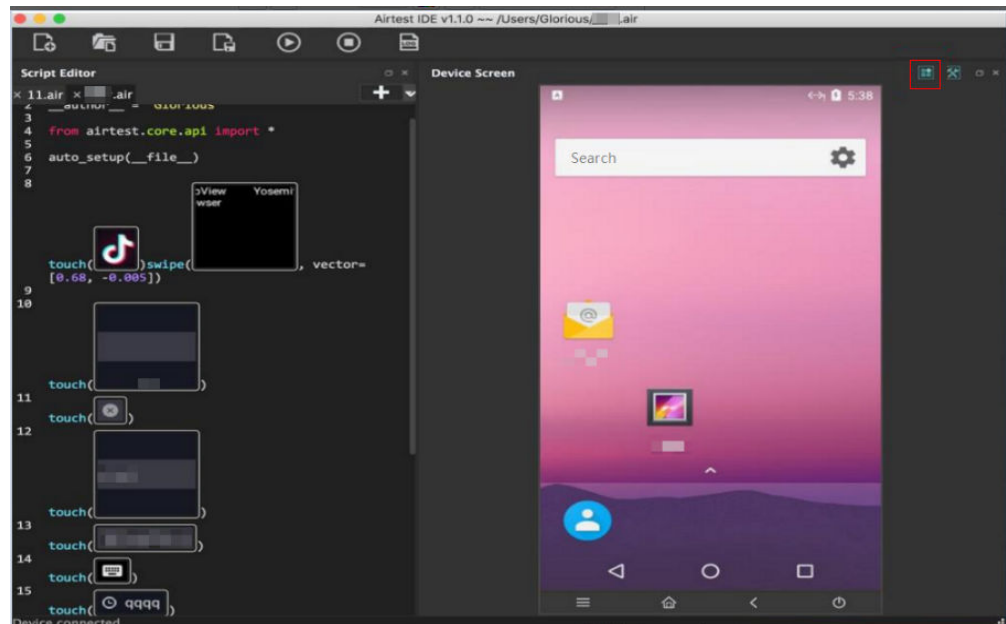 Airtest IDE v1.1.0 ~~ /Users/Glorious/ .air
Script Editor
× 11.air × .air
2 __author__ = "Glorious"
3
4 from airtest.core.api import *
5
6 auto_setup(__file__)
7
8
oView Yosemi
wser
touch( )swipe( , vector=
[0.68, -0.005])
9
10
touch( )
11
touch( )
12
touch( )
13
touch( )
14
touch( )
15
touch( qqqq )
Device connected
Device Screen
A 5:38
Search